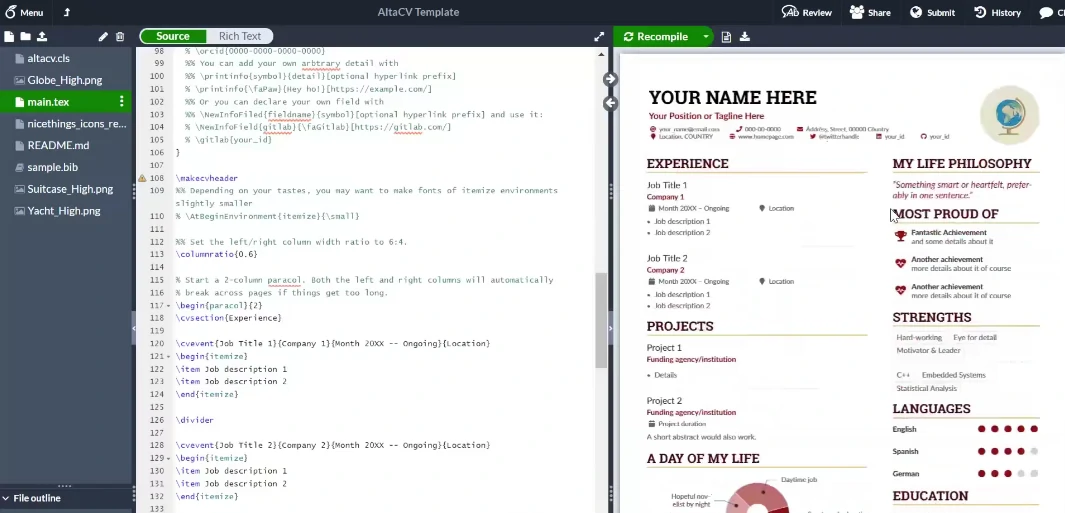 Menu
AltaCV Template
Review
Share
Submit
History
Source
Rich Text
Recompile
altacv.cls
Globe_High.png
main.tex
nicethings_icons_re...
README.md
sample.bib
Suitcase_High.png
Yacht_High.png
File outline
98 % \orcid{0000-0000-0000-0000}
99 %% You can add your own arbtrary detail with
100 %% \printinfo{symbol}{detail}[optional hyperlink prefix]
101 % \printinfo{\faPaw}{Hey ho!}[https://example.com/]
102 %% Or you can declare your own field with
103 %% \NewInfoFiled{fieldname}{symbol}[optional hyperlink prefix] and use it:
104 % \NewInfoField{gitlab}{\faGitlab}[https://gitlab.com/]
105 % \gitlab{your_id}
106 }
107
108 \makecvheader
109 %% Depending on your tastes, you may want to make fonts of itemize environments
slightly smaller
110 % \AtBeginEnvironment{itemize}{\small}
111
112 %% Set the left/right column width ratio to 6:4.
113 \columnratio{0.6}
114
115 % Start a 2-column paracol. Both the left and right columns will automatically
116 % break across pages if things get too long.
117 \begin{paracol}{2}
118 \cvsection{Experience}
119
120 \cvevent{Job Title 1}{Company 1}{Month 20XX -- Ongoing}{Location}
121 \begin{itemize}
122 \item Job description 1
123 \item Job description 2
124 \end{itemize}
125
126 \divider
127
128 \cvevent{Job Title 2}{Company 2}{Month 20XX -- Ongoing}{Location}
129 \begin{itemize}
130 \item Job description 1
131 \item Job description 2
132 \end{itemize}
133
YOUR NAME HERE
Your Position or Tagline Here
your_name@email.com 000-00-0000 Address, Street, 00000 Country
Location, COUNTRY www.homepage.com @twitterhandle your_id your_id
EXPERIENCE
Job Title 1
Company 1
Month 20XX – Ongoing Location
• Job description 1
• Job description 2
Job Title 2
Company 2
Month 20XX – Ongoing Location
• Job description 1
• Job description 2
PROJECTS
Project 1
Funding agency/institution
• Details
Project 2
Funding agency/institution
Project duration
A short abstract would also work.
A DAY OF MY LIFE
Daytime job
Hopeful nov-
elist by night
MY LIFE PHILOSOPHY
“Something smart or heartfelt, prefer-
ably in one sentence.”
MOST PROUD OF
Fantastic Achievement
and some details about it
Another achievement
more details about it of course
Another achievement
more details about it of course
STRENGTHS
Hard-working Eye for detail
Motivator & Leader
C++ Embedded Systems
Statistical Analysis
LANGUAGES
English
Spanish
German
EDUCATION